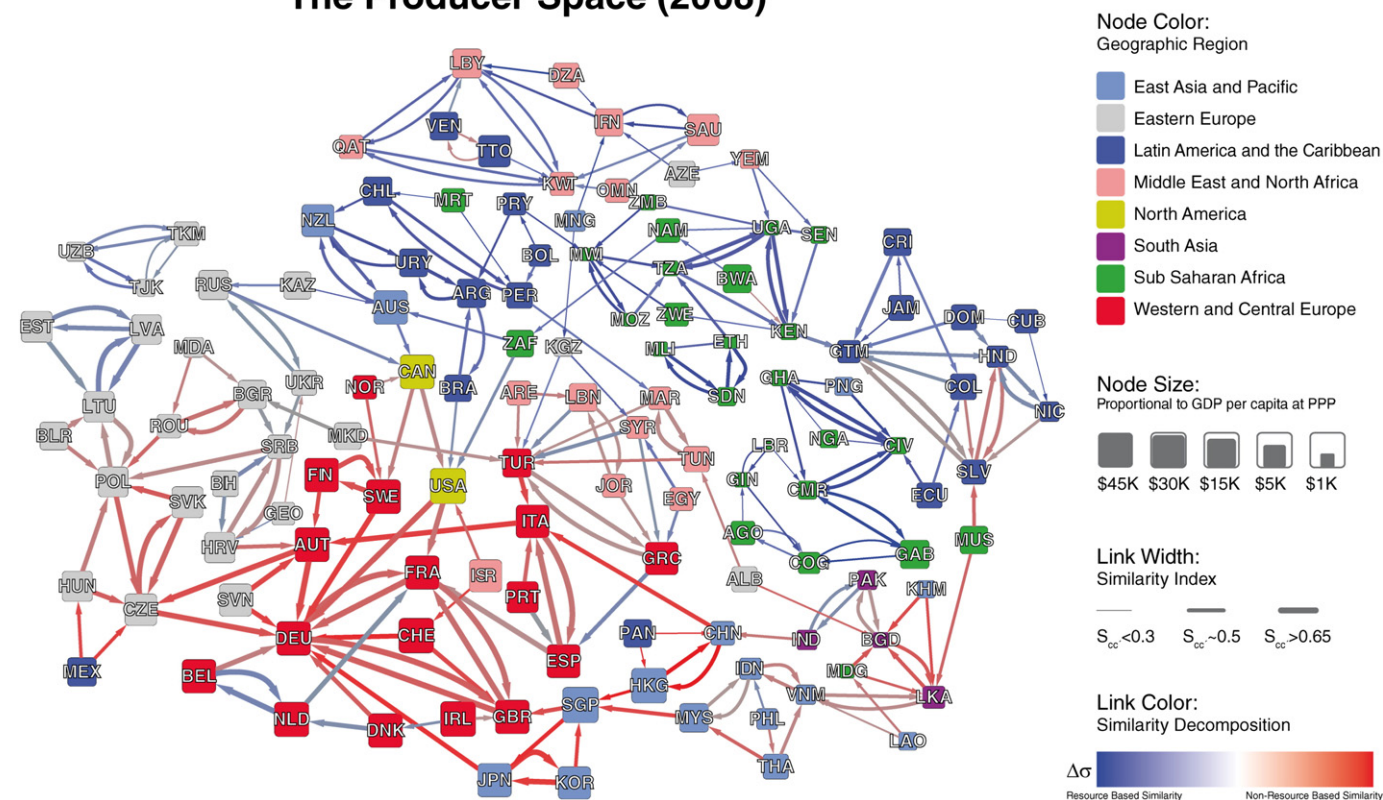 The Producer Space (2008)
LBY
DZA
VEN
IFN
SAU
QAT
TTO
YEM
AZE
KWT
OMN
CHL
MRT
PRY
ZMB
NZL
MNG
NAM
UGA
SEN
TKM
UZB
CRI
URY
BOL
MWI
TZA
BWA
TJK
RUS
KAZ
ARG
PER
AUS
JAM
EST
LVA
MOZ
ZWE
KEN
DOM
CUB
MDA
ZAF
KGZ
MLI
ETH
GTM
HND
CAN
GHA
PNG
COL
UKR
NOR
BRA
BGR
ARE
LBN
MAR
SDN
NIC
LTU
BLR
ROU
SRB
MKD
SYR
NGA
LBR
CIV
TUR
TUN
FIN
SLV
POL
BIH
USA
JOR
GIN
CMR
ECU
SVK
SWE
EGY
GEO
ITA
AGO
MUS
HRV
AUT
GRC
COG
GAB
FRA
ISR
ALB
PAK
KHM
HUN
CZE
SVN
PRT
DEU
CHE
PAN
CHN
IND
BGD
MEX
BEL
ESP
HKG
IDN
MDG
VNM
LKA
NLD
DNK
IRL
GBR
SGP
MYS
PHL
LAO
JPN
KOR
THA
Node Color:
Geographic Region
East Asia and Pacific
Eastern Europe
Latin America and the Caribbean
Middle East and North Africa
North America
South Asia
Sub Saharan Africa
Western and Central Europe
Node Size:
Proportional to GDP per capita at PPP
$45K $30K $15K $5K $1K
Link Width:
Similarity Index
Scc<0.3 Scc~0.5 Scc>0.65
Link Color:
Similarity Decomposition
Δσ
Resource Based Similarity Non-Resource Based Similarity